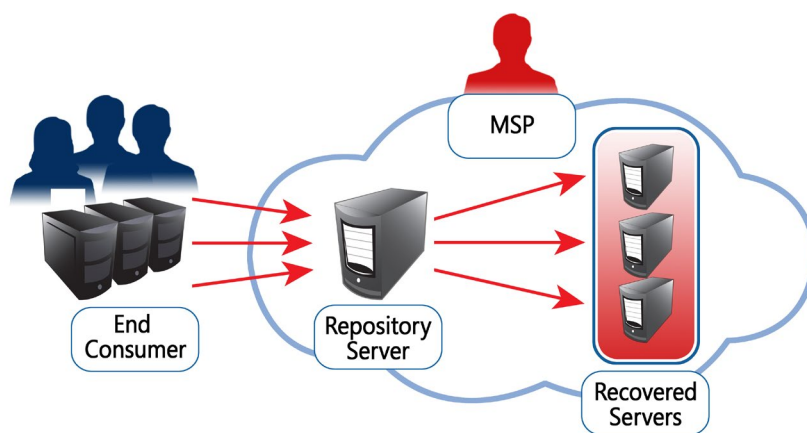 MSP
End
Consumer
Repository
Server
Recovered
Servers